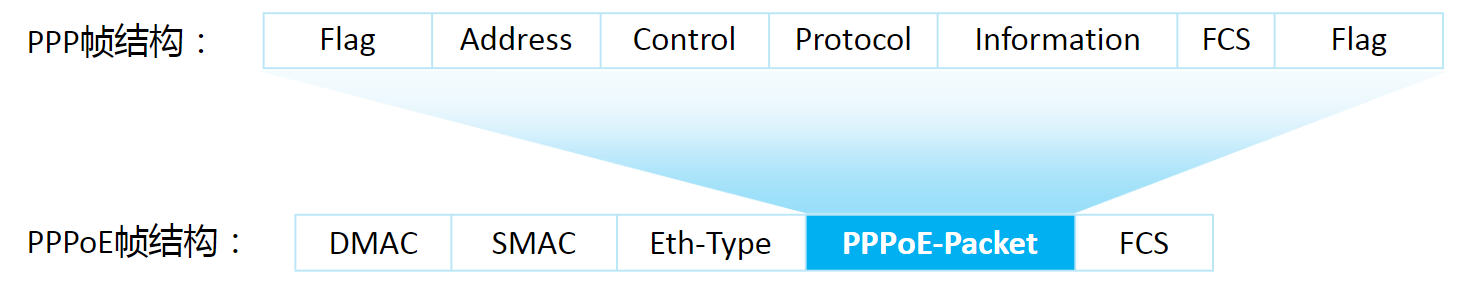 PPP帧结构： Flag Address Control Protocol Information FCS Flag
PPPoE帧结构： DMAC SMAC Eth-Type PPPoE-Packet FCS